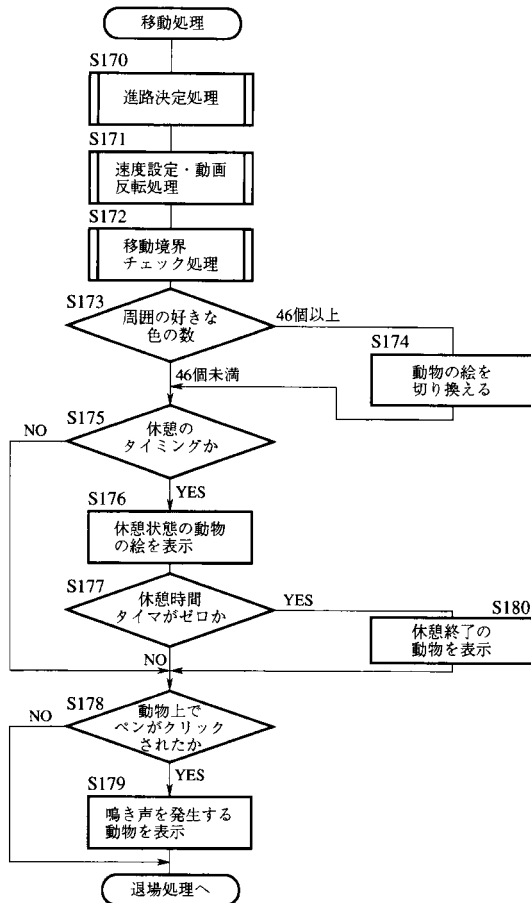 移動処理
S170
進路決定処理
S171
速度設定・動画
反転処理
S172
移動境界
チェック処理
S173
周囲の好きな
色の数
46個以上
S174
動物の絵を
切り換える
46個未満
S175
NO
休憩の
タイミングか
YES
S176
休憩状態の動物
の絵を表示
S177
休憩時間
タイマがゼロか
YES
S180
休憩終了の
動物を表示
NO
S178
NO
動物上で
ペンがクリック
されたか
YES
S179
鳴き声を発生する
動物を表示
退場処理へ